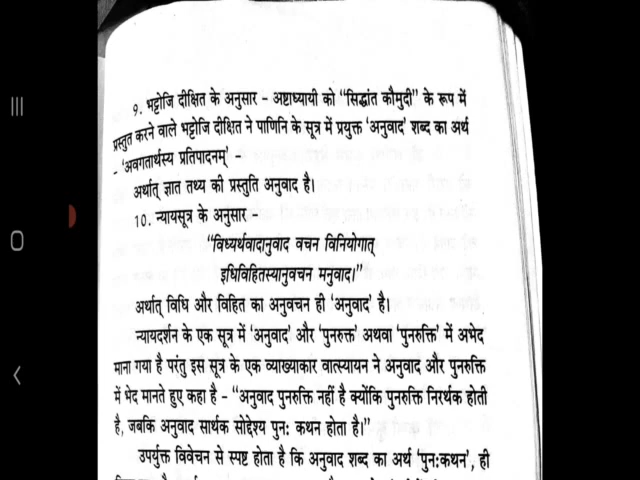 9. भट्टोजि दीक्षित के अनुसार - अष्टाध्यायी को "सिद्धांत कौमुदी" के रूप में
प्रस्तुत करने वाले भट्टोजि दीक्षित ने पाणिनि के सूत्र में प्रयुक्त 'अनुवाद' शब्द का अर्थ
- 'अवगतार्थस्य प्रतिपादनम्' -
अर्थात् ज्ञात तथ्य की प्रस्तुति अनुवाद है।
10. न्यायसूत्र के अनुसार -
"विध्यर्थवादानुवाद वचन विनियोगात्
इधिविहितस्यानुवचन मनुवाद।"
अर्थात् विधि और विहित का अनुवचन ही 'अनुवाद' है।
न्यायदर्शन के एक सूत्र में 'अनुवाद' और 'पुनरुक्त' अथवा 'पुनरुक्ति' में अभेद
माना गया है परंतु इस सूत्र के एक व्याख्याकार वात्स्यायन ने अनुवाद और पुनरुक्ति
में भेद मानते हुए कहा है - "अनुवाद पुनरुक्ति नहीं है क्योंकि पुनरुक्ति निरर्थक होती
है, जबकि अनुवाद सार्थक सोद्देश्य पुन: कथन होता है।"
उपर्युक्त विवेचन से स्पष्ट होता है कि अनुवाद शब्द का अर्थ 'पुन:कथन', ही